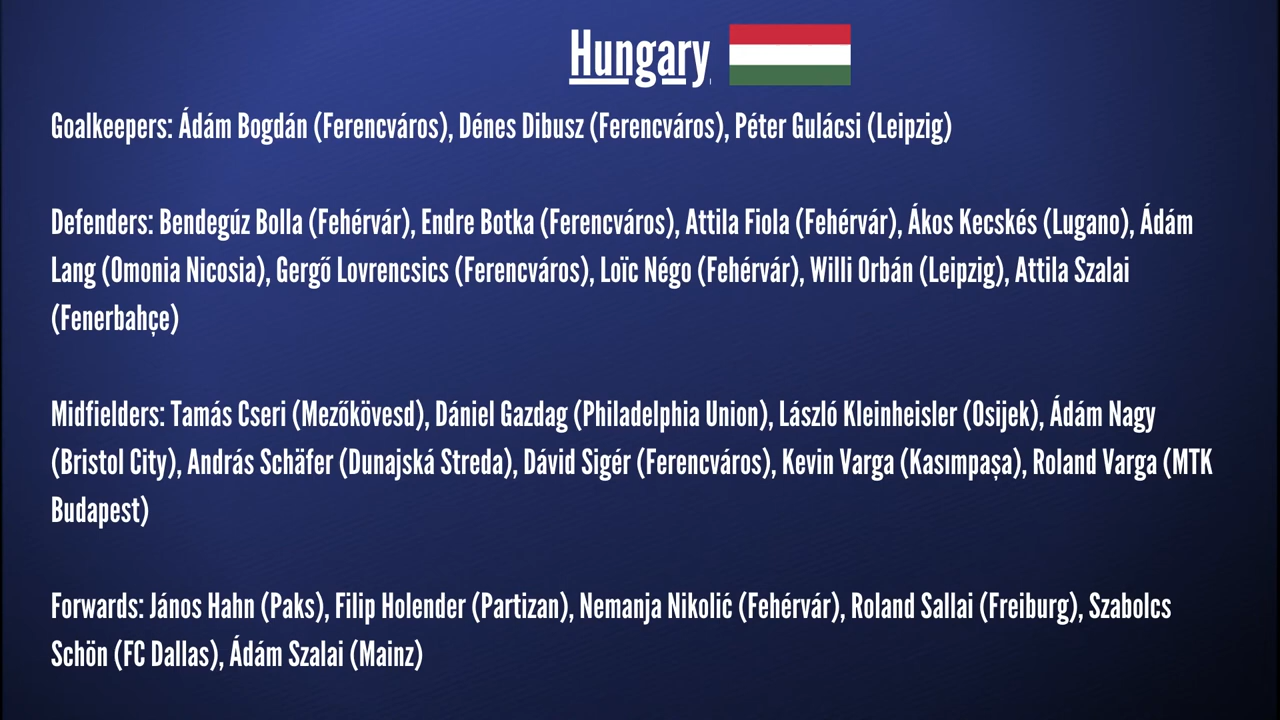 Hungary
Goalkeepers: Ádám Bogdán (Ferencváros), Dénes Dibusz (Ferencváros), Péter Gulácsi (Leipzig)
Defenders: Bendegúz Bolla (Fehérvár), Endre Botka (Ferencváros), Attila Fiola (Fehérvár), Ákos Kecskés (Lugano), Ádám
Lang (Omonia Nicosia), Gergő Lovrencsics (Ferencváros), Loïc Négo (Fehérvár), Willi Orbán (Leipzig), Attila Szalai
(Fenerbahçe)
Midfielders: Tamás Cseri (Mezőkövesd), Dániel Gazdag (Philadelphia Union), László Kleinheisler (Osijek), Ádám Nagy
(Bristol City), András Schäfer (Dunajská Streda), Dávid Sigér (Ferencváros), Kevin Varga (Kasımpaşa), Roland Varga (MTK
Budapest)
Forwards: János Hahn (Paks), Filip Holender (Partizan), Nemanja Nikolić (Fehérvár), Roland Sallai (Freiburg), Szabolcs
Schön (FC Dallas), Ádám Szalai (Mainz)